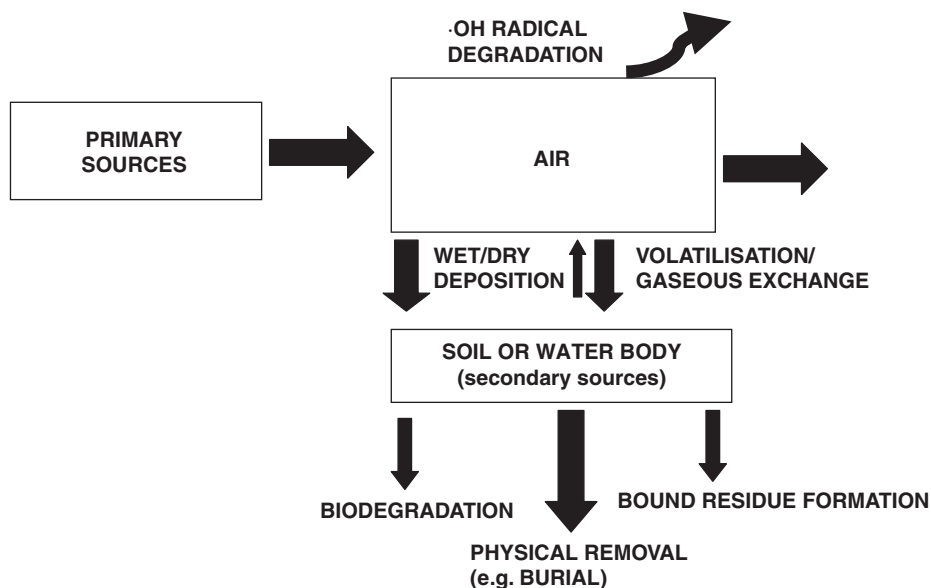 ·OH RADICAL
DEGRADATION
PRIMARY
SOURCES
AIR
WET/DRY
DEPOSITION
VOLATILISATION/
GASEOUS EXCHANGE
SOIL OR WATER BODY
(secondary sources)
BIODEGRADATION
BOUND RESIDUE FORMATION
PHYSICAL REMOVAL
(e.g. BURIAL)